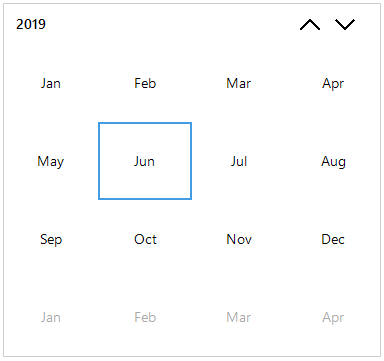 2019
Jan Feb Mar Apr
May Jun Jul Aug
Sep Oct Nov Dec
Jan Feb Mar Apr